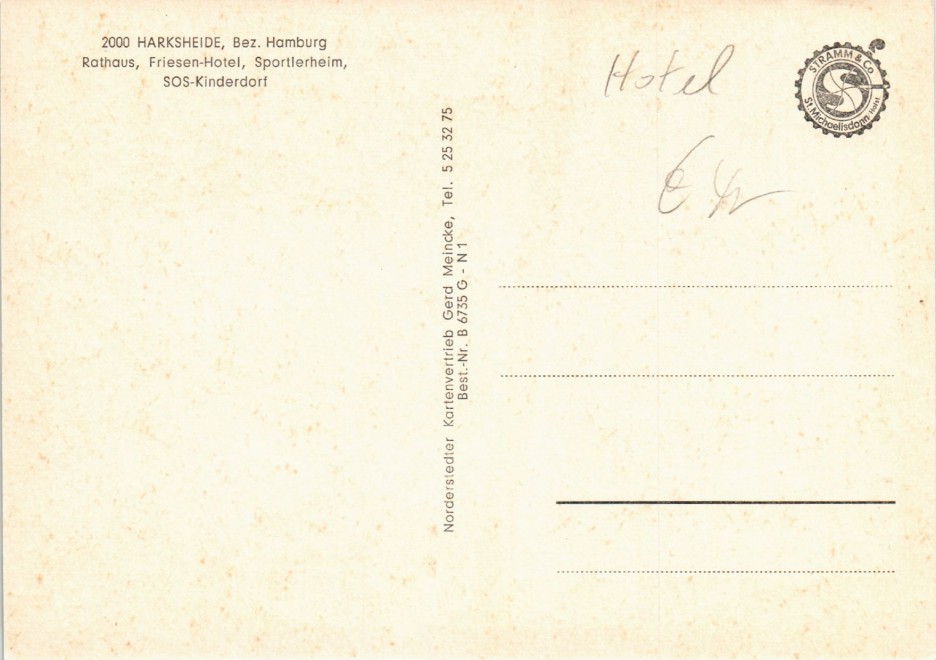 2000 HARKSHEIDE, Bez. Hamburg
Rathaus, Friesen-Hotel, Sportlerheim,
SOS-Kinderdorf
Norderstedter Kartenvertrieb Gerd Meincke, Tel. 5 25 32 75
Best.-Nr. B 6735 G - N 1
Hotel
STRAMM & Co
St. Michaelisdonn Holst.